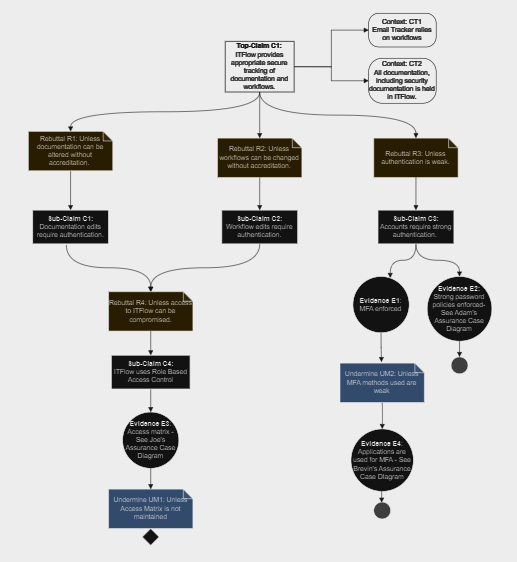 Context: CT1
Email Tracker relies
on workflows
Top-Claim C1:
ITFlow provides
appropriate secure
tracking of
documentation and
workflows.
Context: CT2
All documentation,
including security
documentation is held
in ITFlow.
Rebuttal R1: Unless
documentation can be
altered without
accreditation.
Rebuttal R2: Unless
workflows can be changed
without accreditation.
Rebuttal R3: Unless
authentication is weak.
Sub-Claim C1:
Documentation edits
require authentication.
Sub-Claim C2:
Workflow edits require
authentication.
Sub-Claim C3:
Accounts require strong
authentication.
Rebuttal R4: Unless access
to ITFlow can be
compromised.
Evidence E1:
MFA enforced
Evidence E2:
Strong password
policies enforced-
See Adam's
Assurance Case
Diagram
Sub-Claim C4:
ITFlow uses Role Based
Access Control
Undermine UM2: Unless
MFA methods used are
weak
Evidence E3:
Access matrix -
See Joe's
Assurance Case
Diagram
Evidence E4:
Applications are
used for MFA - See
Brevin's Assurance
Case Diagram
Undermine UM1: Unless
Access Matrix is not
maintained